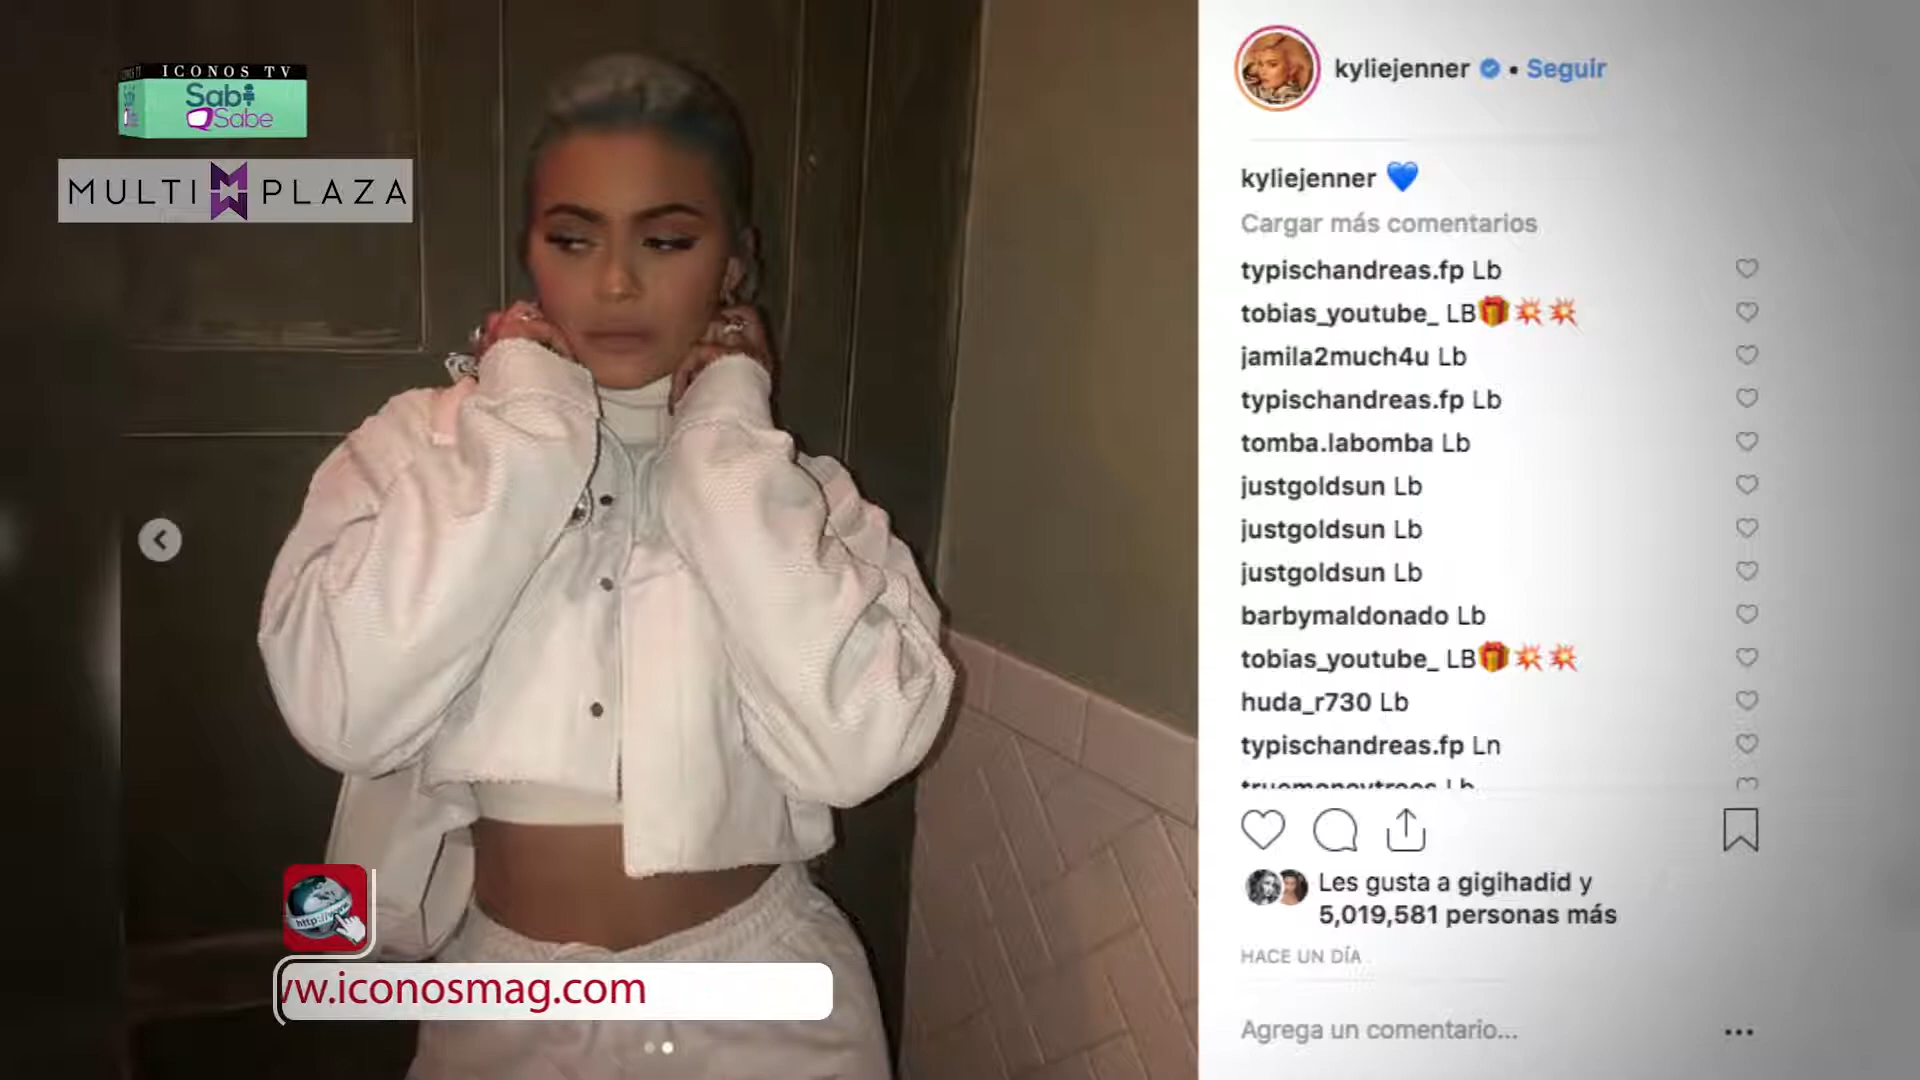 ICONOS TV
Sabi
Sabe
MULTI PLAZA
kyliejenner • Seguir
kyliejenner 💙
Cargar más comentarios
typischandreas.fp Lb
tobias_youtube_ LB🎁💥💥
jamila2much4u Lb
typischandreas.fp Lb
tomba.labomba Lb
justgoldsun Lb
justgoldsun Lb
justgoldsun Lb
barbymaldonado Lb
tobias_youtube_ LB🎁💥💥
huda_r730 Lb
typischandreas.fp Ln
Les gusta a gigihadid y
5,019,581 personas más
HACE UN DÍA
Agrega un comentario...
http://www
w.iconosmag.com